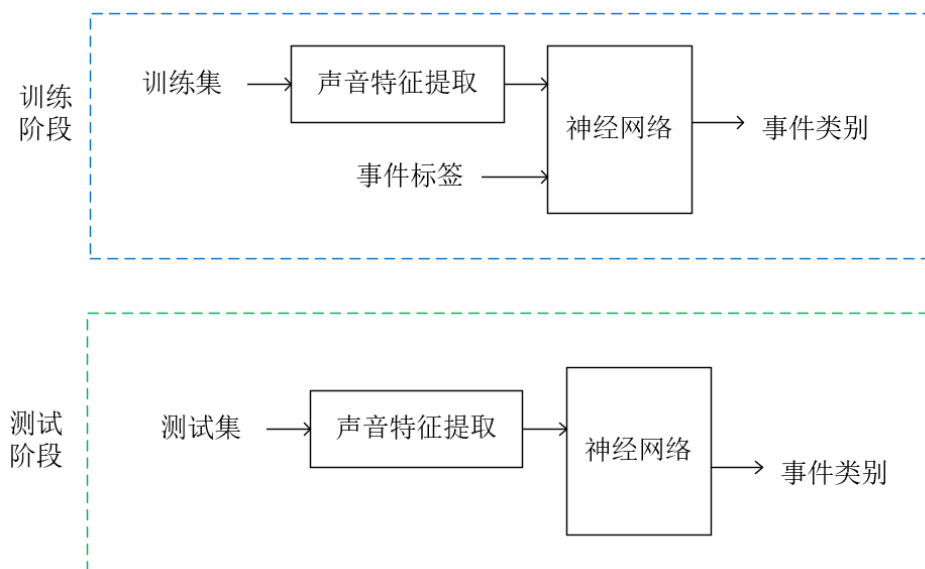 训练
阶段
训练集
声音特征提取
事件标签
神经网络
事件类别
测试
阶段
测试集
声音特征提取
神经网络
事件类别